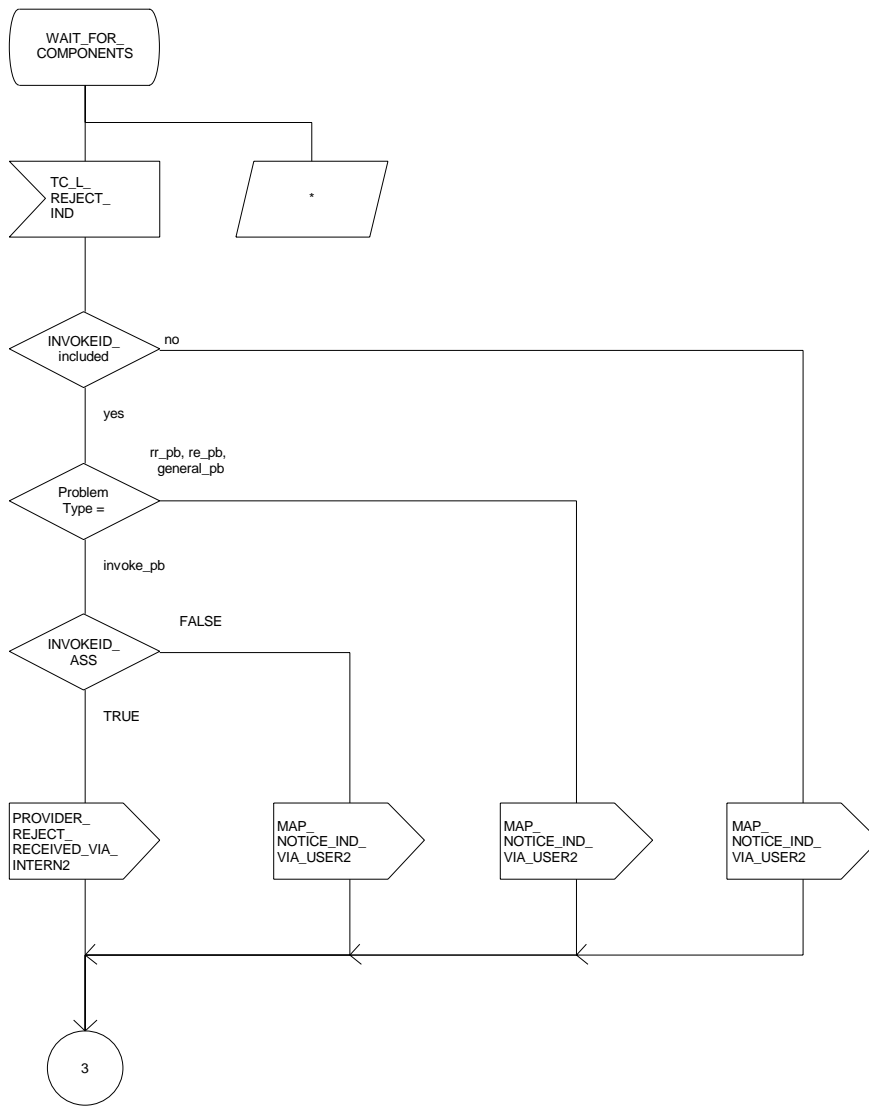 WAIT_FOR_
COMPONENTS
TC_L_
REJECT_
IND
*
INVOKEID_
included
no
yes
rr_pb, re_pb,
general_pb
Problem
Type =
invoke_pb
FALSE
INVOKEID_
ASS
TRUE
PROVIDER_
REJECT_
RECEIVED_VIA_
INTERN2
MAP_
NOTICE_IND_
VIA_USER2
MAP_
NOTICE_IND_
VIA_USER2
MAP_
NOTICE_IND_
VIA_USER2
3